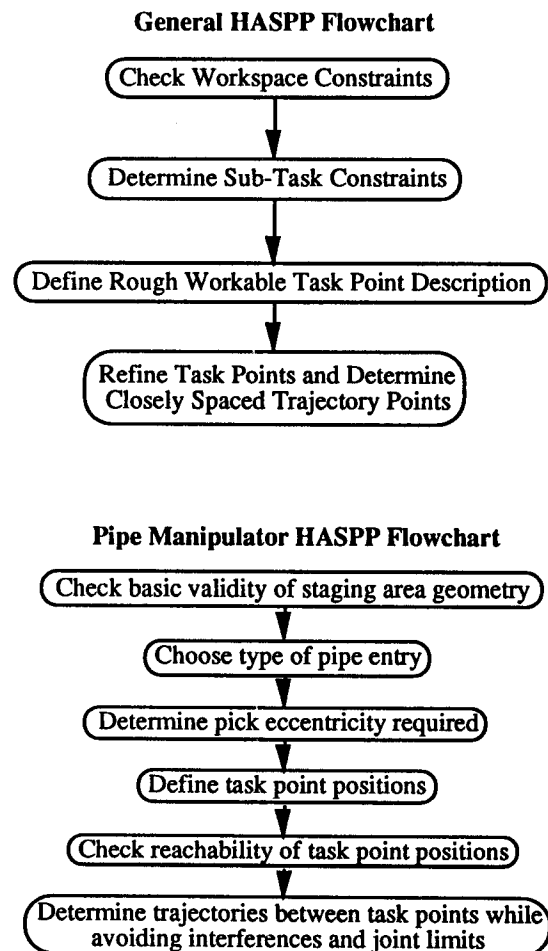 General HASPP Flowchart
Check Workspace Constraints
Determine Sub-Task Constraints
Define Rough Workable Task Point Description
Refine Task Points and Determine
Closely Spaced Trajectory Points
Pipe Manipulator HASPP Flowchart
Check basic validity of staging area geometry
Choose type of pipe entry
Determine pick eccentricity required
Define task point positions
Check reachability of task point positions
Determine trajectories between task points while
avoiding interferences and joint limits